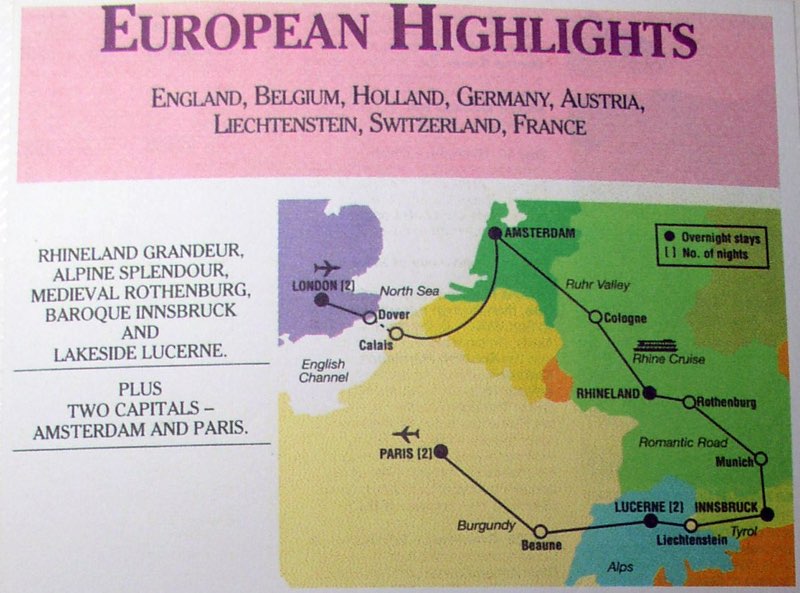 EUROPEAN HIGHLIGHTS
ENGLAND, BELGIUM, HOLLAND, GERMANY, AUSTRIA,
LIECHTENSTEIN, SWITZERLAND, FRANCE
RHINELAND GRANDEUR,
ALPINE SPLENDOUR,
MEDIEVAL ROTHENBURG,
BAROQUE INNSBRUCK
AND
LAKESIDE LUCERNE.
PLUS
TWO CAPITALS –
AMSTERDAM AND PARIS.
AMSTERDAM
Overnight stays
[ ] No. of nights
LONDON [2]
North Sea
Ruhr Valley
Dover
Cologne
Calais
English
Channel
Rhine Cruise
RHINELAND
Rothenburg
Romantic Road
PARIS [2]
Munich
LUCERNE [2]
INNSBRUCK
Burgundy
Beaune
Liechtenstein
Tyrol
Alps